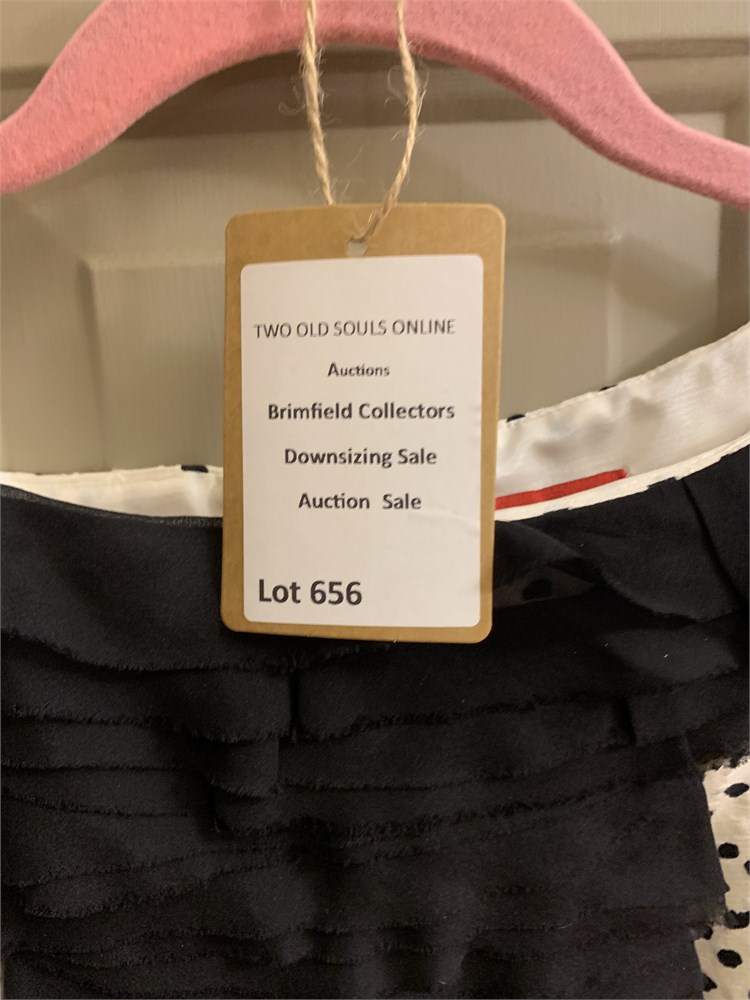 TWO OLD SOULS ONLINE
Auctions
Brimfield Collectors
Downsizing Sale
Auction Sale
Lot 656